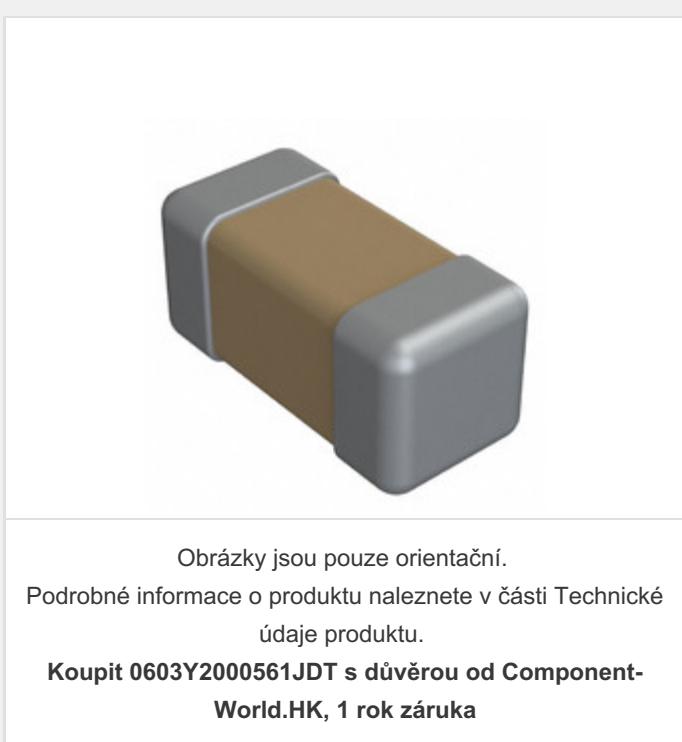 Obrázky jsou pouze orientační.
Podrobné informace o produktu naleznete v části Technické
údaje produktu.
Koupit 0603Y2000561JDT s důvěrou od Component-
World.HK, 1 rok záruka